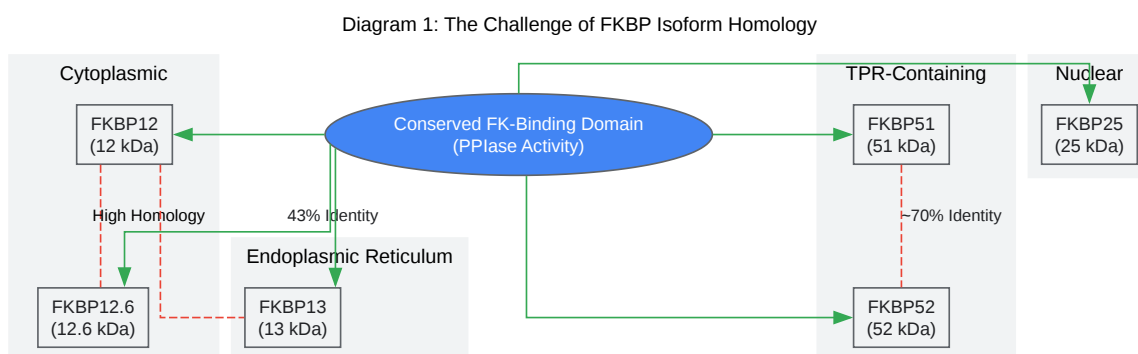 Diagram 1: The Challenge of FKBP Isoform Homology
Cytoplasmic
TPR-Containing
Nuclear
FKBP12
(12 kDa)
Conserved FK-Binding Domain
(PPIase Activity)
FKBP51
(51 kDa)
FKBP25
(25 kDa)
High Homology
43% Identity
~70% Identity
Endoplasmic Reticulum
FKBP12.6
(12.6 kDa)
FKBP13
(13 kDa)
FKBP52
(52 kDa)